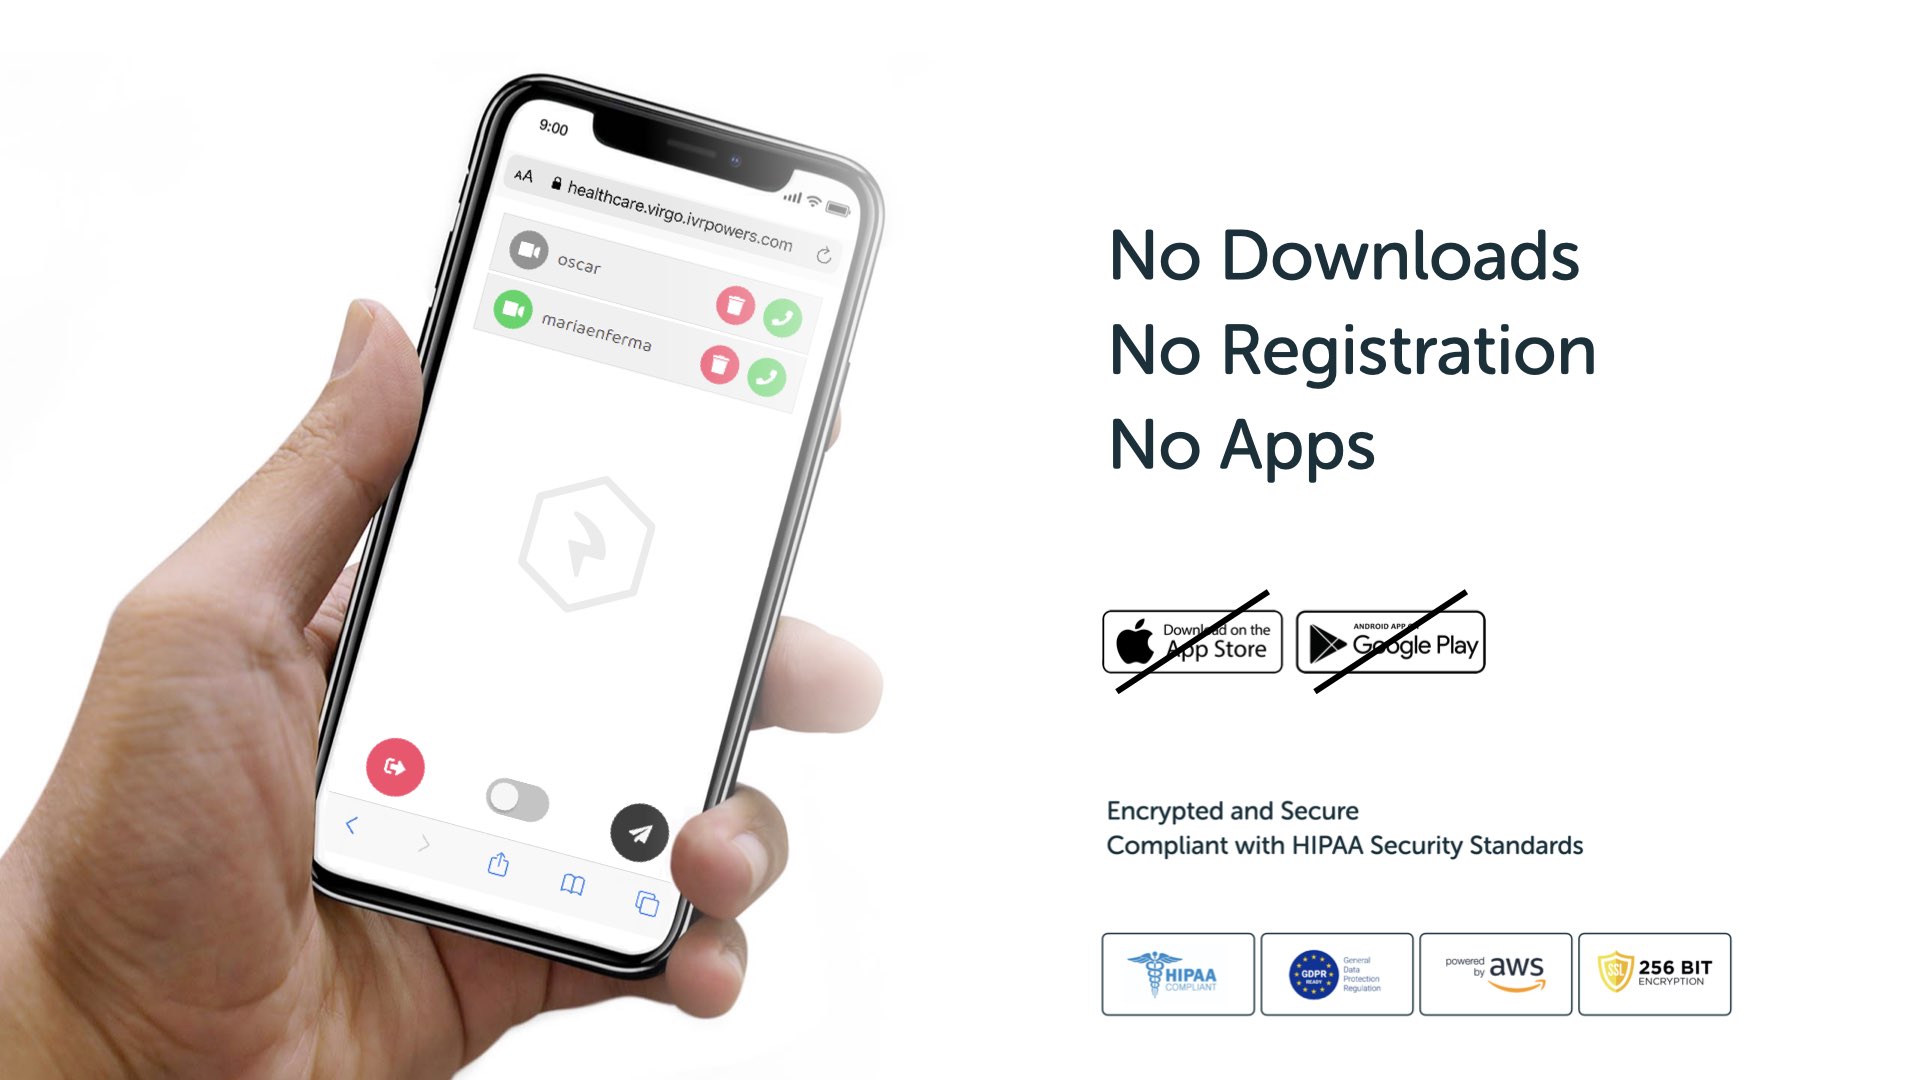 9:00
AA healthcare.virgo.ivrpowers.com
oscar
mariaenferma
No Downloads
No Registration
No Apps
Download on the
App Store
ANDROID APP ON
Google Play
Encrypted and Secure
Compliant with HIPAA Security Standards
HIPAA
COMPLIANT
GDPR
READY
General
Data
Protection
Regulation
powered
by aws
SSL
256 BIT
ENCRYPTION